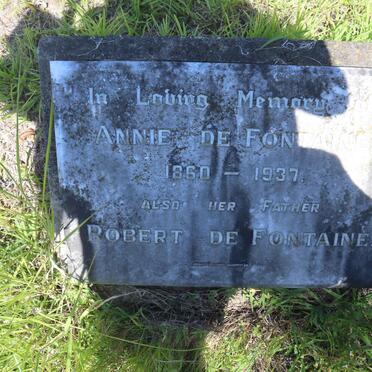 In Loving Memory
ANNIE DE FONTAINE
1860 — 1937.
ALSO HER FATHER
ROBERT DE FONTAINE.